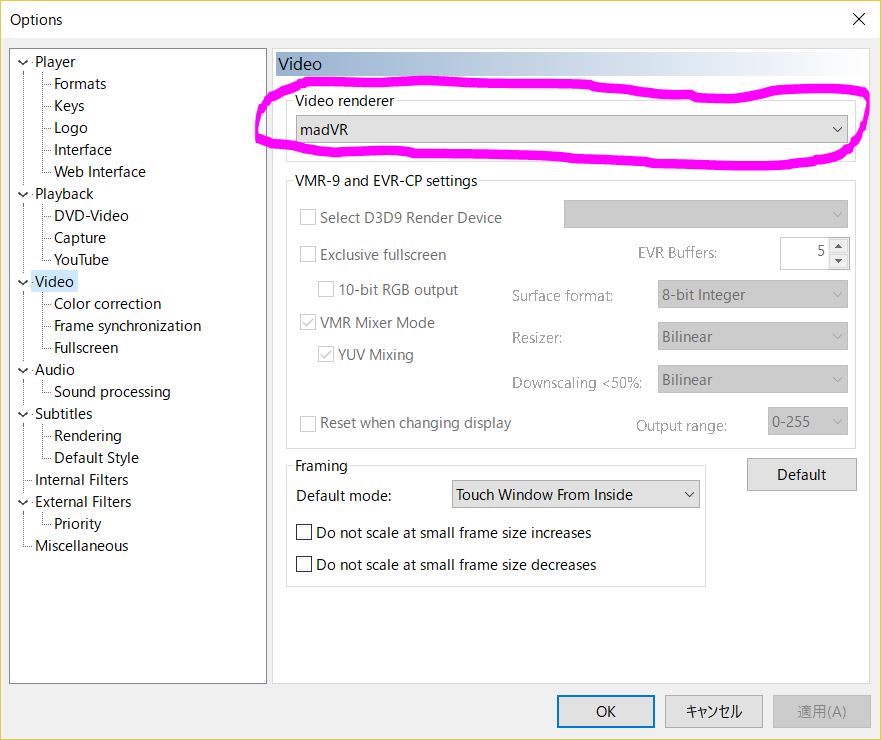 Options
Player
Formats
Keys
Logo
Interface
Web Interface
Playback
DVD-Video
Capture
YouTube
Video
Color correction
Frame synchronization
Fullscreen
Audio
Sound processing
Subtitles
Rendering
Default Style
Internal Filters
External Filters
Priority
Miscellaneous
Video
Video renderer
madVR
VMR-9 and EVR-CP settings
Select D3D9 Render Device
Exclusive fullscreen
EVR Buffers:
5
10-bit RGB output
Surface format:
8-bit Integer
VMR Mixer Mode
Resizer:
Bilinear
YUV Mixing
Downscaling <50%:
Bilinear
Reset when changing display
Output range:
0-255
Framing
Default mode:
Touch Window From Inside
Default
Do not scale at small frame size increases
Do not scale at small frame size decreases
OK
キャンセル
適用(A)